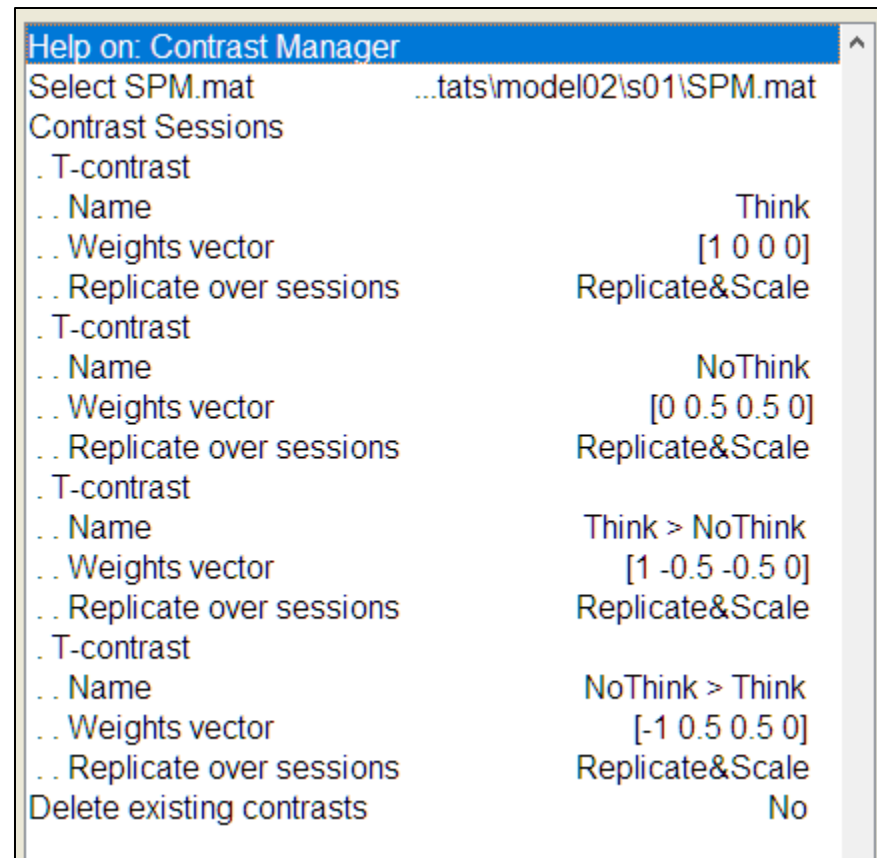 Help on: Contrast Manager
Select SPM.mat ...tats\model02\s01\SPM.mat
Contrast Sessions
. T-contrast
. . Name Think
. . Weights vector [1 0 0 0]
. . Replicate over sessions Replicate&Scale
. T-contrast
. . Name NoThink
. . Weights vector [0 0.5 0.5 0]
. . Replicate over sessions Replicate&Scale
. T-contrast
. . Name Think > NoThink
. . Weights vector [1 -0.5 -0.5 0]
. . Replicate over sessions Replicate&Scale
. T-contrast
. . Name NoThink > Think
. . Weights vector [-1 0.5 0.5 0]
. . Replicate over sessions Replicate&Scale
Delete existing contrasts No